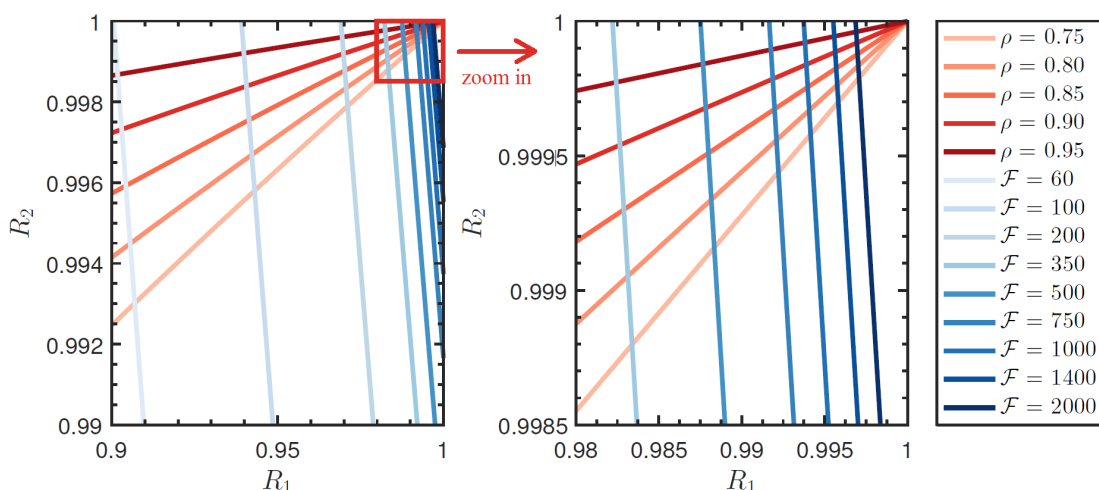 1
0.998
0.996
0.994
0.992
0.99
R₂
0.9
0.95
1
R₁
zoom in
1
0.9995
0.999
0.9985
R₂
0.98
0.985
0.99
0.995
1
R₁
ρ = 0.75
ρ = 0.80
ρ = 0.85
ρ = 0.90
ρ = 0.95
ℱ = 60
ℱ = 100
ℱ = 200
ℱ = 350
ℱ = 500
ℱ = 750
ℱ = 1000
ℱ = 1400
ℱ = 2000